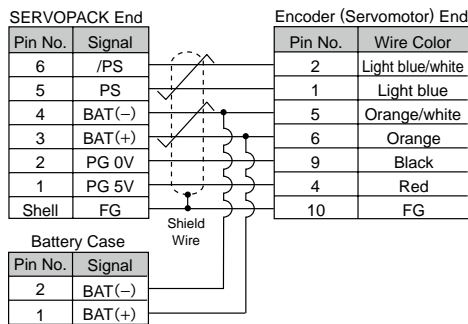 SERVOPACK End
Encoder (Servomotor) End
Pin No. Signal
Pin No. Wire Color
6 /PS
2 Light blue/white
5 PS
1 Light blue
4 BAT(−)
5 Orange/white
3 BAT(+)
6 Orange
2 PG 0V
9 Black
1 PG 5V
4 Red
Shell FG
10 FG
Shield
Wire
Battery Case
Pin No. Signal
2 BAT(−)
1 BAT(+)